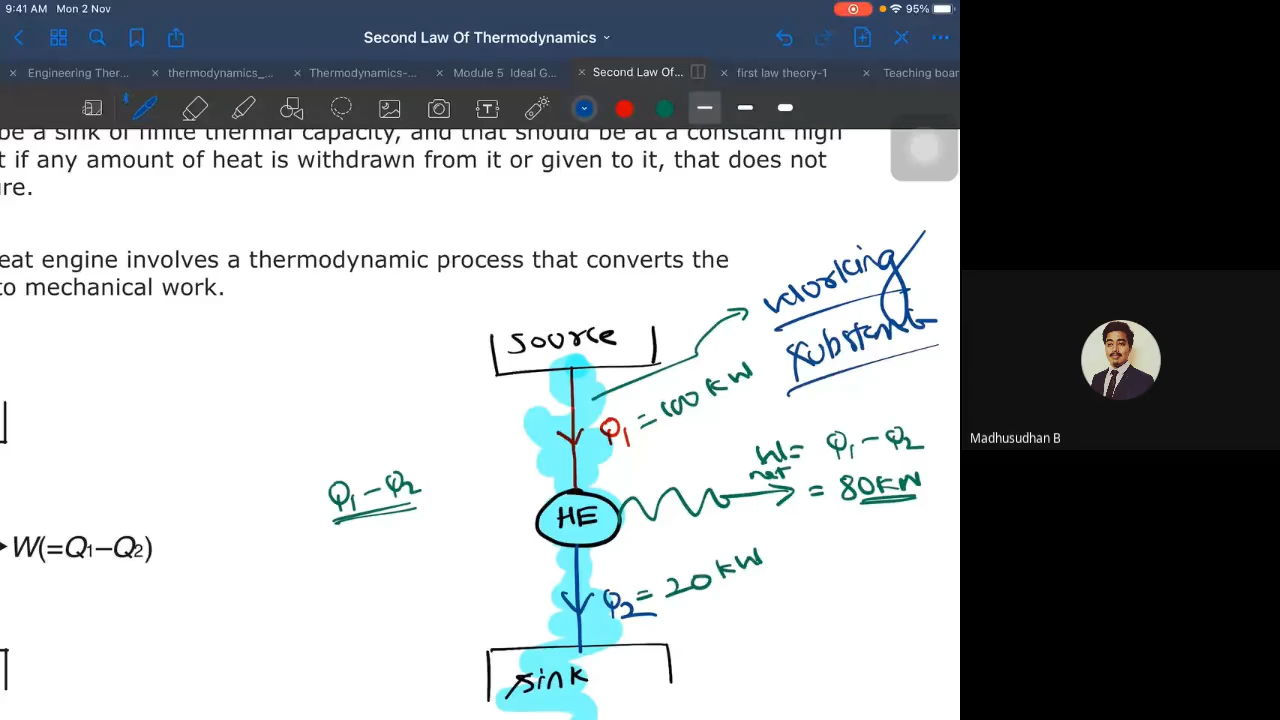 9:41 AM Mon 2 Nov
95%
Second Law Of Thermodynamics
Engineering Ther...
thermodynamics_...
Thermodynamics-...
Module 5 Ideal G...
Second Law Of...
first law theory-1
Teaching boar
be a sink of finite thermal capacity, and that should be at a constant high
t if any amount of heat is withdrawn from it or given to it, that does not
ure.
eat engine involves a thermodynamic process that converts the
to mechanical work.
Working
substance
source
Q1 = 100 KW
Wnet = Q1 - Q2
= 80KW
Q1 - Q2
HE
W(=Q1–Q2)
Q2 = 20 KW
sink
Madhusudhan B